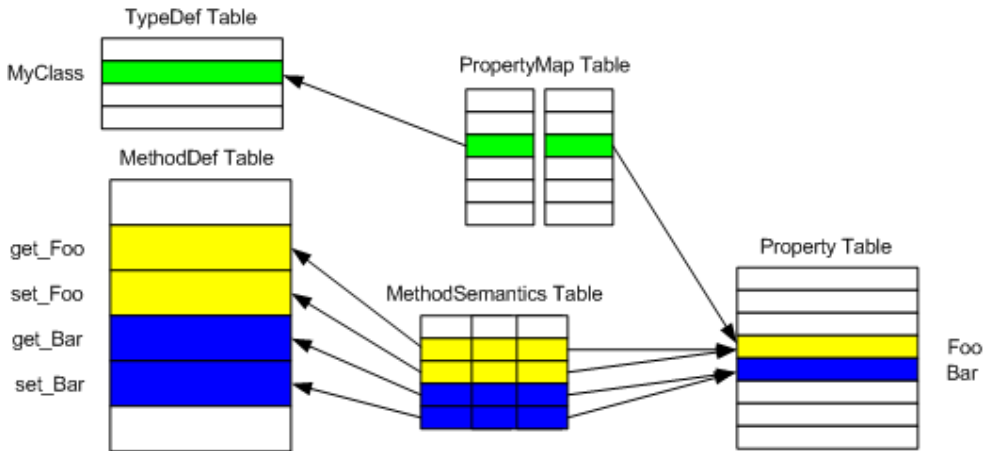 TypeDef Table
MyClass
PropertyMap Table
MethodDef Table
get_Foo
set_Foo
get_Bar
set_Bar
MethodSemantics Table
Property Table
Foo
Bar